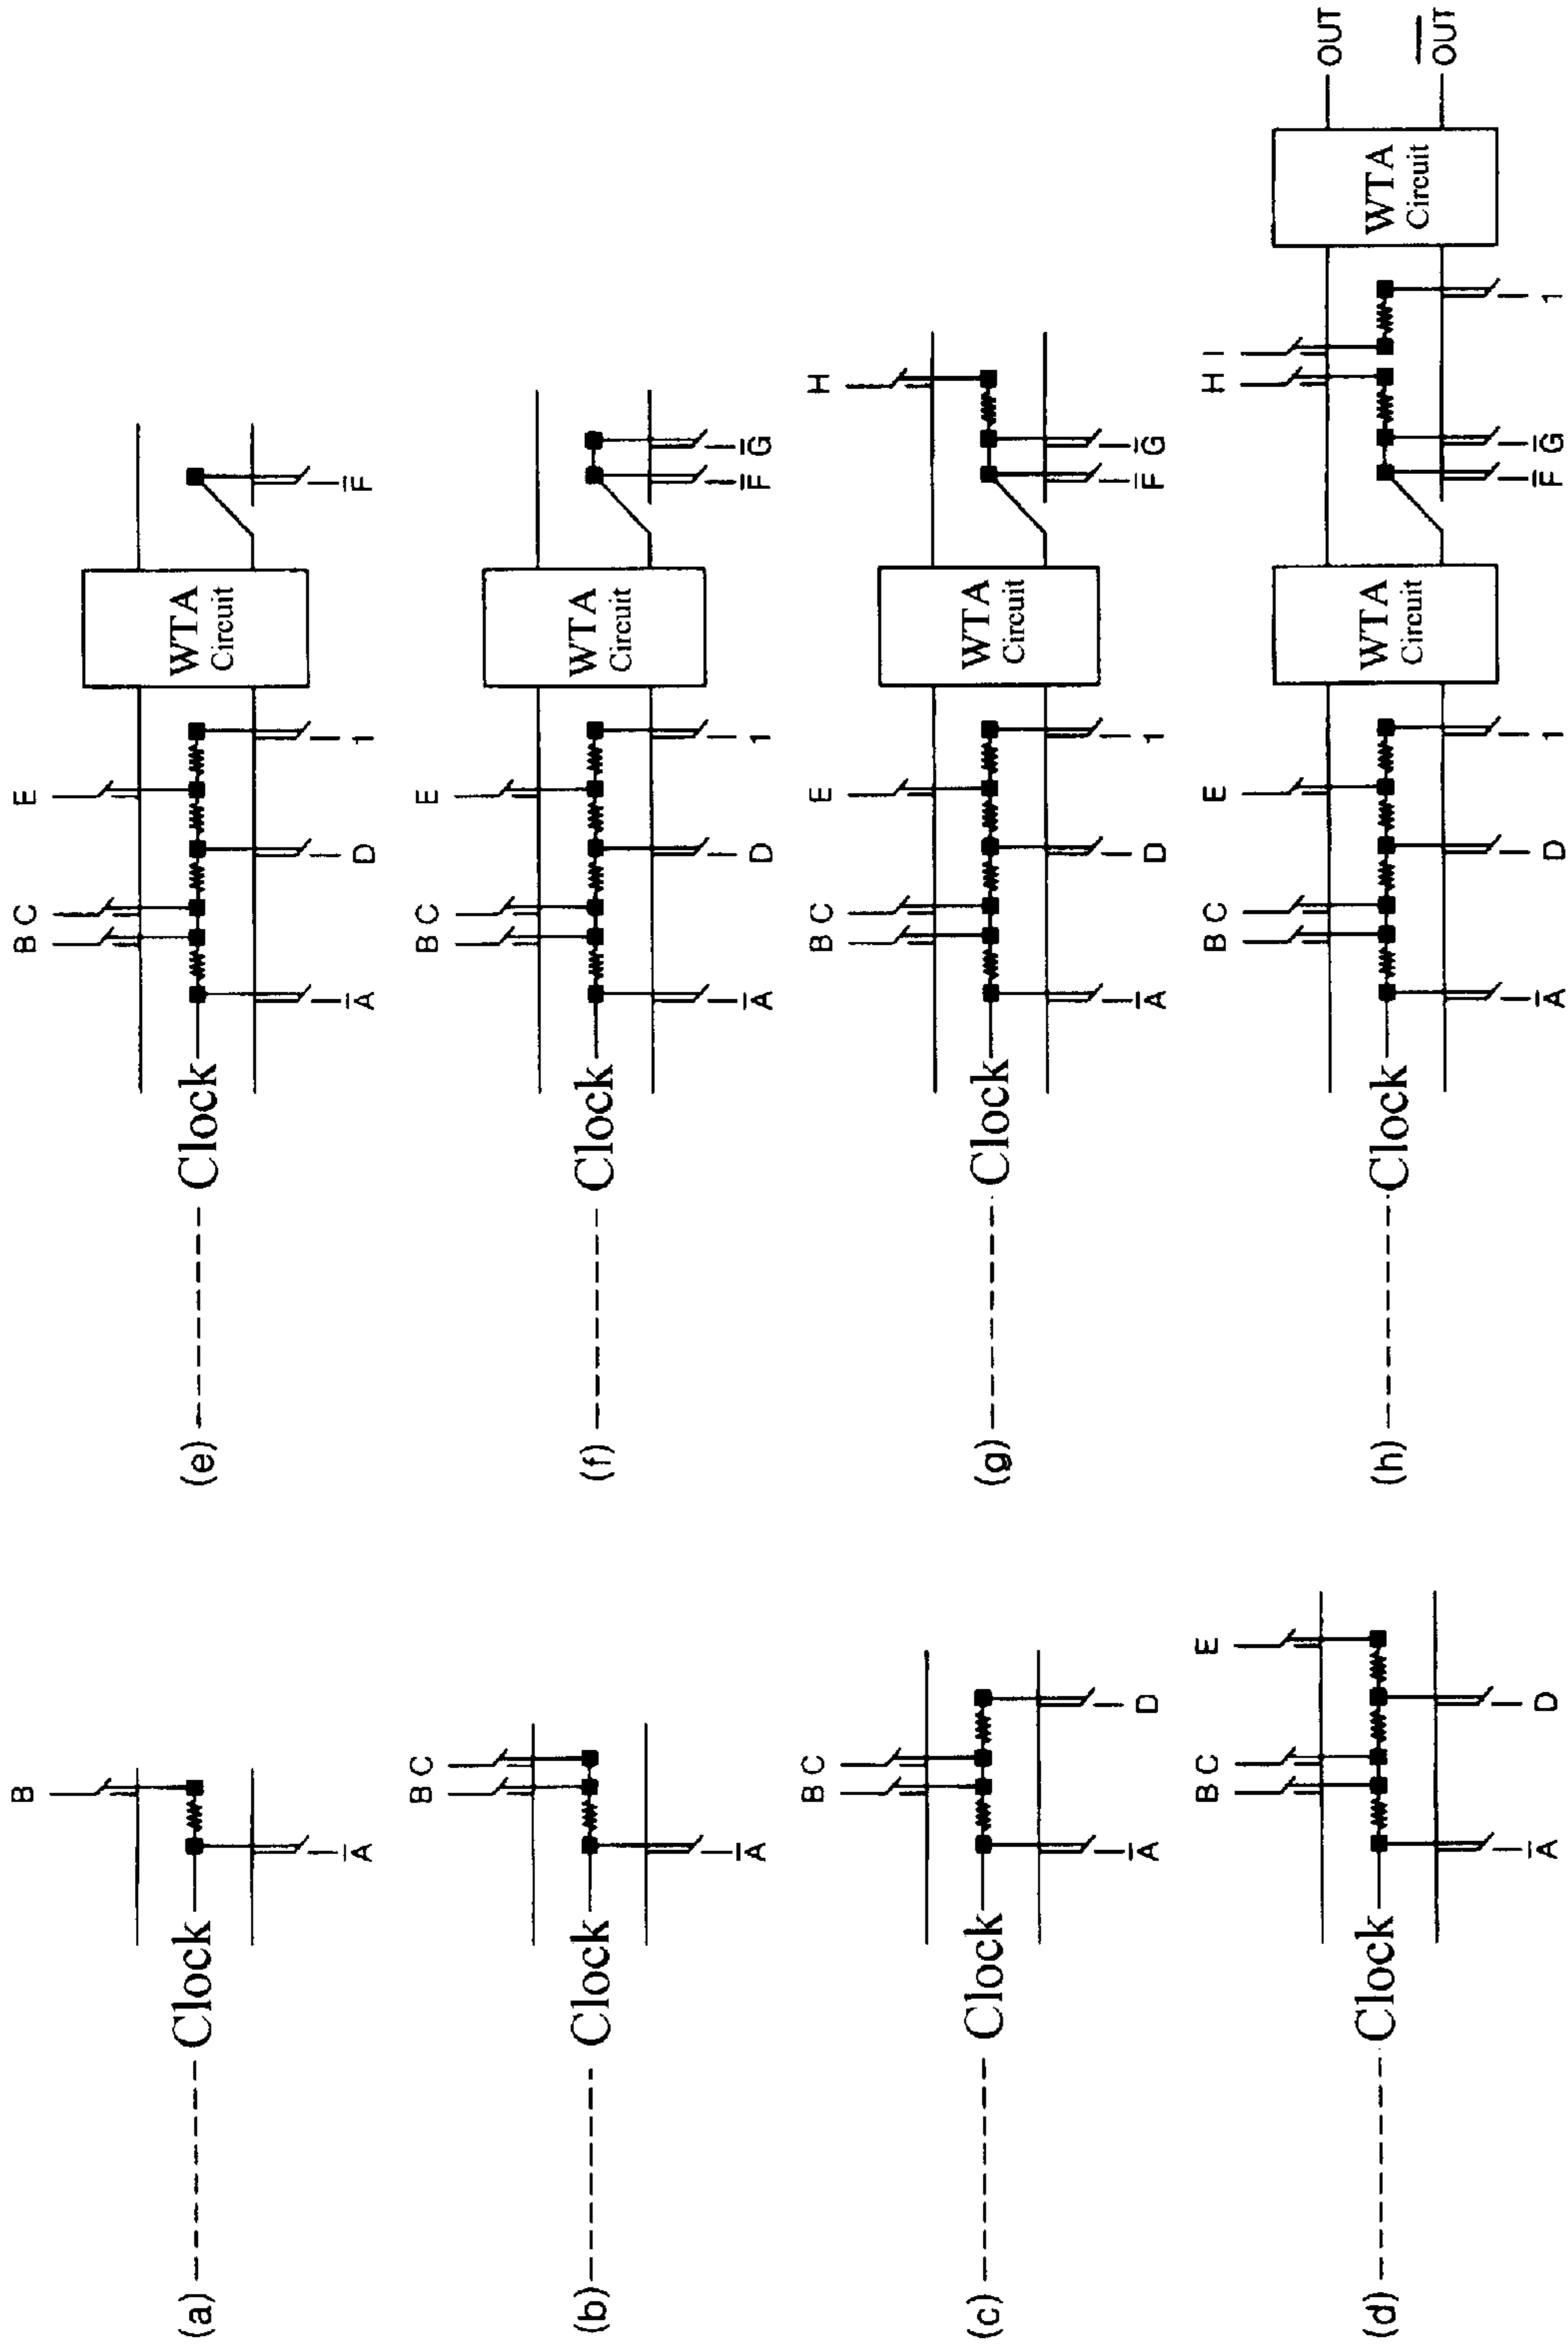 B
(a) Clock
A̅
B C
(b) Clock
A̅
B C
(c) Clock
A̅ D
B C E
(d) Clock
A̅ D
B C E
(e) Clock
WTA
Circuit
A̅ D 1 F̅
B C E
(f) Clock
WTA
Circuit
A̅ D 1 F̅ G̅
B C E H
(g) Clock
WTA
Circuit
A̅ D 1 F̅ G̅
B C E H I
(h) Clock
WTA
Circuit
WTA
Circuit
OUT
O̅U̅T̅
A̅ D 1 F̅ G̅ 1